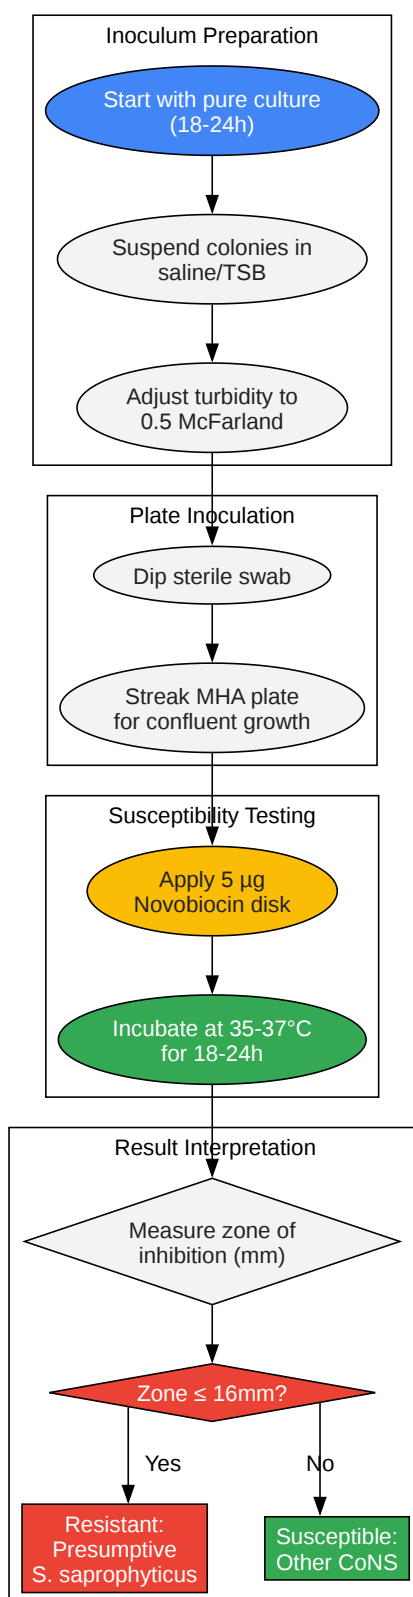 Inoculum Preparation
Start with pure culture
(18-24h)
Suspend colonies in
saline/TSB
Adjust turbidity to
0.5 McFarland
Plate Inoculation
Dip sterile swab
Streak MHA plate
for confluent growth
Susceptibility Testing
Apply 5 µg
Novobiocin disk
Incubate at 35-37°C
for 18-24h
Result Interpretation
Measure zone of
inhibition (mm)
Zone ≤ 16mm?
Yes
No
Resistant:
Presumptive
S. saprophyticus
Susceptible:
Other CoNS